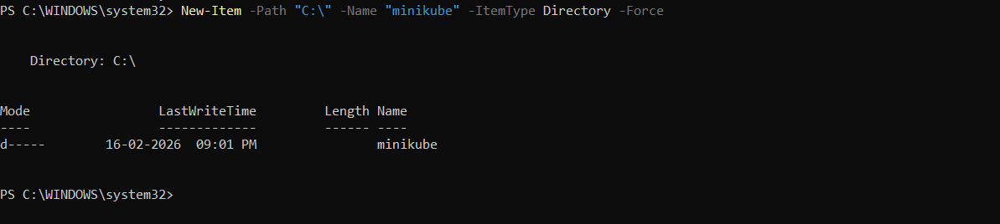 PS C:\WINDOWS\system32> New-Item -Path "C:\" -Name "minikube" -ItemType Directory -Force
Directory: C:\
Mode                 LastWriteTime         Length Name
----                 -------------         ------ ----
d-----        16-02-2026  09:01 PM                minikube
PS C:\WINDOWS\system32>